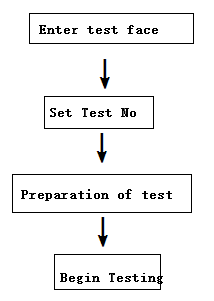 Enter test face
Set Test No
Preparation of test
Begin Testing